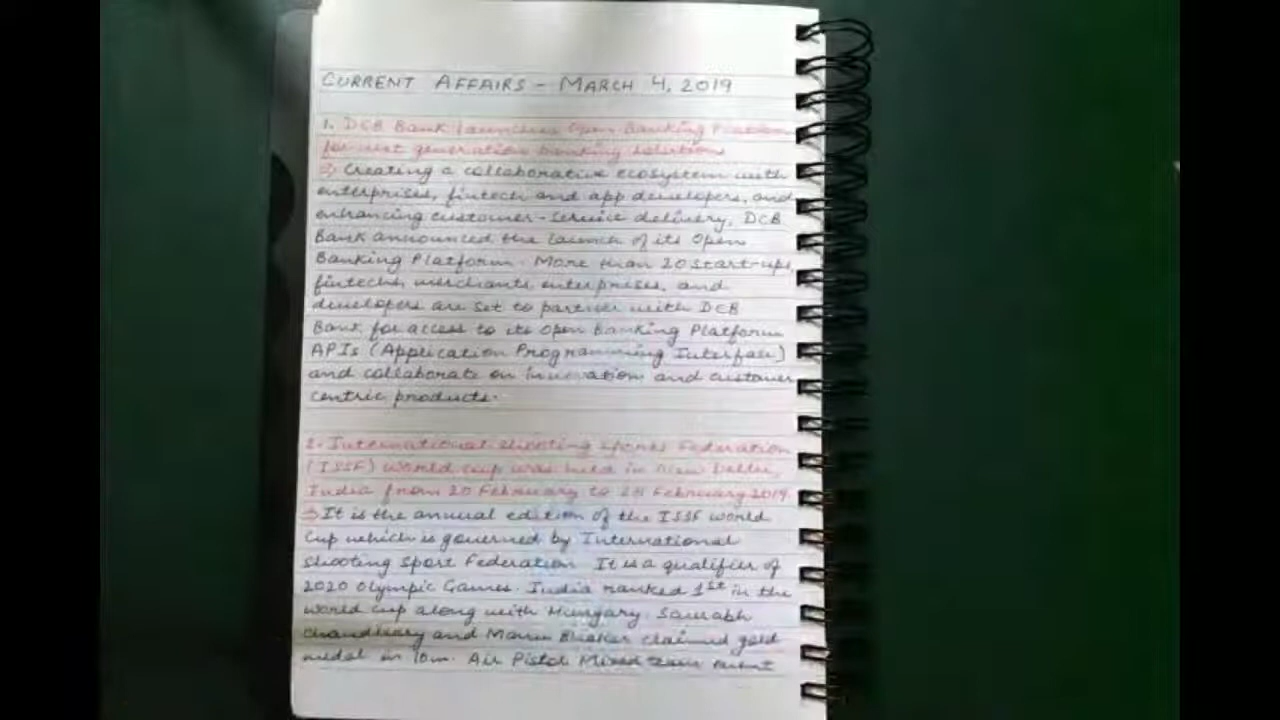 CURRENT AFFAIRS - MARCH 4, 2019
1. DCB Bank launches Open Banking Platform
for next generation banking solutions
⇒ Creating a collaborative ecosystem with
enterprises, fintech and app developers, and
enhancing customer-service delivery, DCB
Bank announced the launch of its Open
Banking Platform. More than 20 start-ups
fintechs, merchants enterprises, and
developers are set to partner with DCB
Bank for access to its Open Banking Platform
APIs (Application Programming Interface)
and collaborate on innovation and customer
centric products.
2. International shooting sports Federation
(ISSF) world cup was held in New Delhi,
India from 20 February to 28 February 2019.
⇒ It is the annual edition of the ISSF world
cup which is governed by International
shooting sport Federation. It is a qualifier of
2020 Olympic Games. India ranked 1st in the
world cup along with Hungary. Saurabh
Chaudhary and Manu Bhaker claimed gold
medal in 10m. Air Pistol Mixed team event